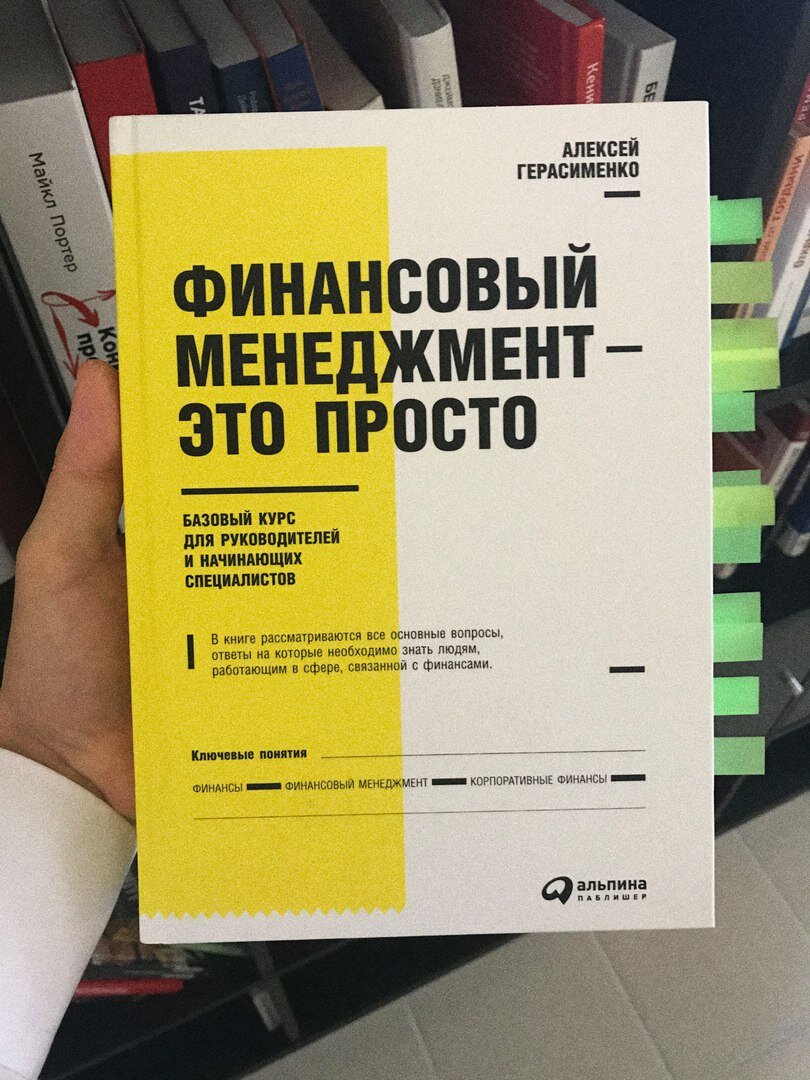 АЛЕКСЕЙ
ГЕРАСИМЕНКО
ФИНАНСОВЫЙ
МЕНЕДЖМЕНТ –
ЭТО ПРОСТО
БАЗОВЫЙ КУРС
ДЛЯ РУКОВОДИТЕЛЕЙ
И НАЧИНАЮЩИХ
СПЕЦИАЛИСТОВ
В книге рассматриваются все основные вопросы,
ответы на которые необходимо знать людям,
работающим в сфере, связанной с финансами.
Ключевые понятия
ФИНАНСЫ
ФИНАНСОВЫЙ МЕНЕДЖМЕНТ
КОРПОРАТИВНЫЕ ФИНАНСЫ
альпина
ПАБЛИШЕР
Майкл Портер